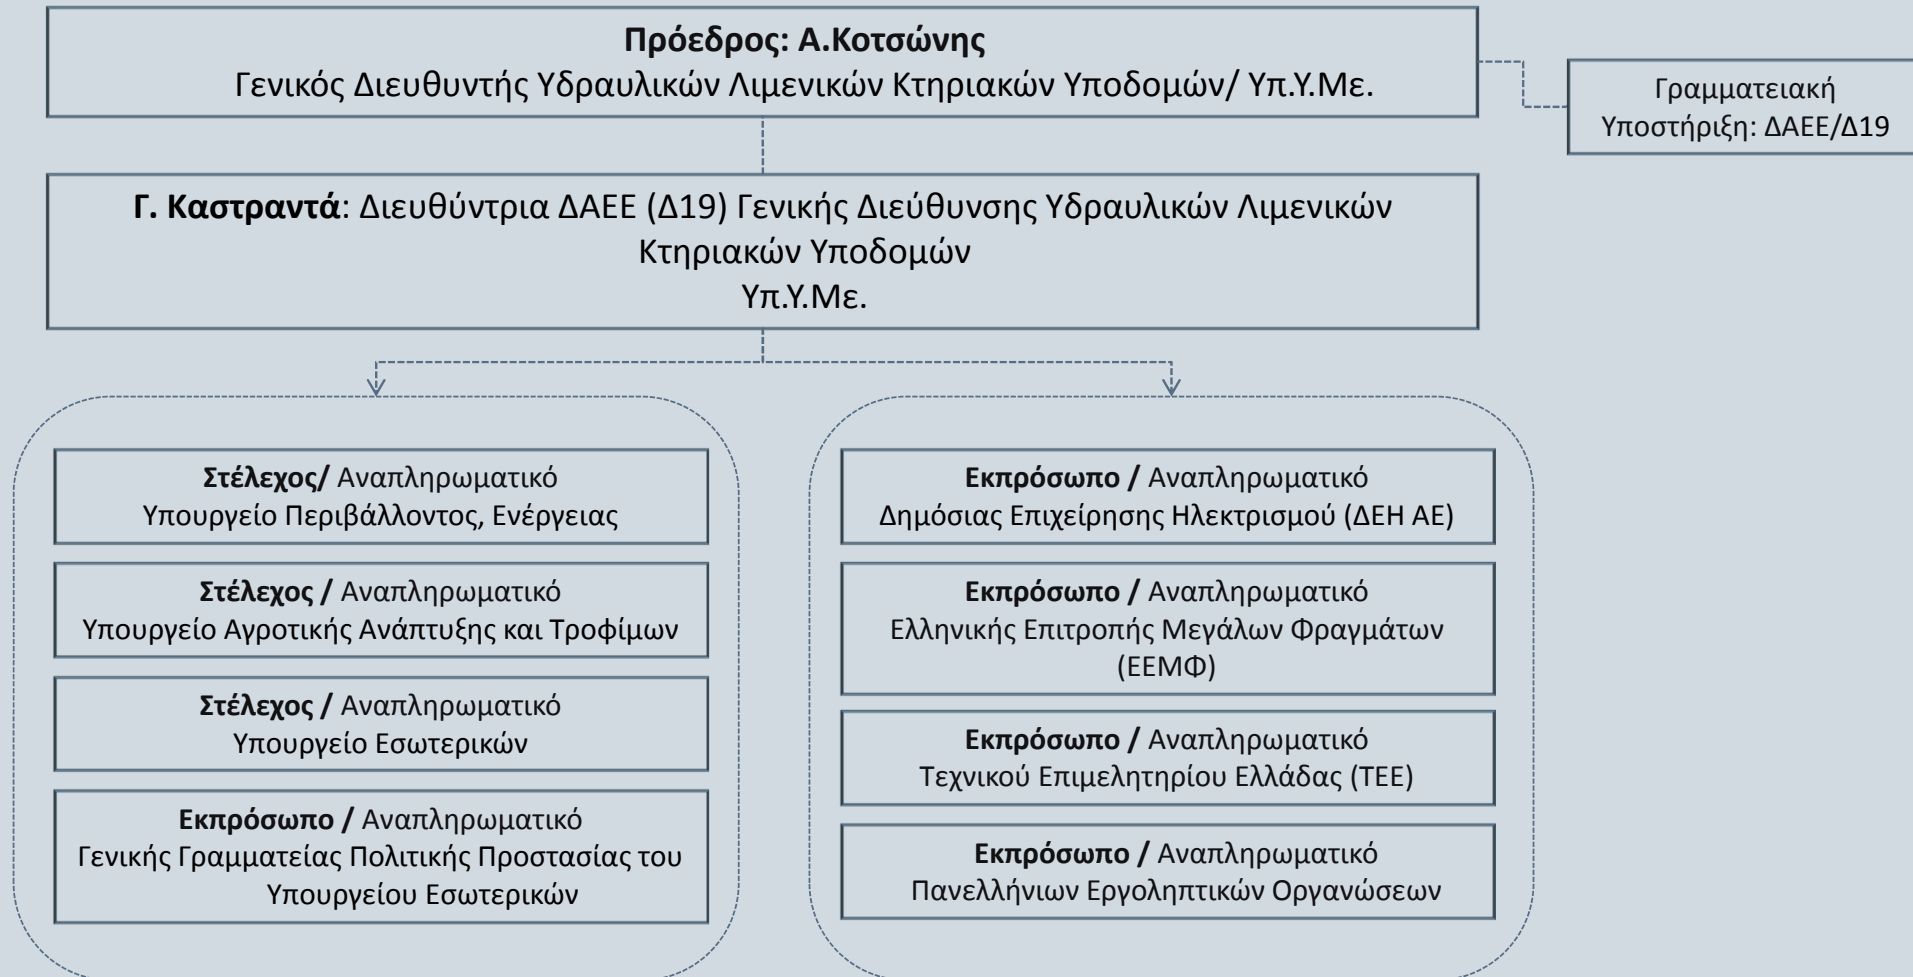 Πρόεδρος: Α.Κοτσώνης
Γενικός Διευθυντής Υδραυλικών Λιμενικών Κτηριακών Υποδομών/ Υπ.Υ.Με.
Γραμματειακή
Υποστήριξη: ΔΑΕΕ/Δ19
Γ. Καστραντά: Διευθύντρια ΔΑΕΕ (Δ19) Γενικής Διεύθυνσης Υδραυλικών Λιμενικών
Κτηριακών Υποδομών
Υπ.Υ.Με.
Στέλεχος/ Αναπληρωματικό
Υπουργείο Περιβάλλοντος, Ενέργειας
Στέλεχος / Αναπληρωματικό
Υπουργείο Αγροτικής Ανάπτυξης και Τροφίμων
Στέλεχος / Αναπληρωματικό
Υπουργείο Εσωτερικών
Εκπρόσωπο / Αναπληρωματικό
Γενικής Γραμματείας Πολιτικής Προστασίας του
Υπουργείου Εσωτερικών
Εκπρόσωπο / Αναπληρωματικό
Δημόσιας Επιχείρησης Ηλεκτρισμού (ΔΕΗ ΑΕ)
Εκπρόσωπο / Αναπληρωματικό
Ελληνικής Επιτροπής Μεγάλων Φραγμάτων
(ΕΕΜΦ)
Εκπρόσωπο / Αναπληρωματικό
Τεχνικού Επιμελητηρίου Ελλάδας (ΤΕΕ)
Εκπρόσωπο / Αναπληρωματικό
Πανελλήνιων Εργοληπτικών Οργανώσεων